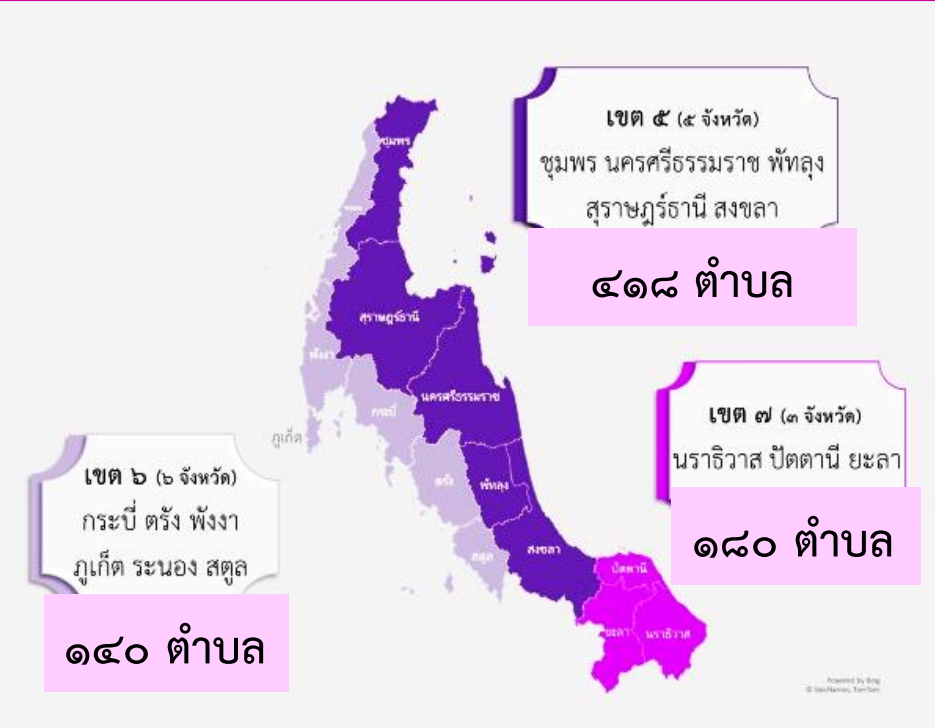 เขต ๕ (๕ จังหวัด)
ชุมพร นครศรีธรรมราช พัทลุง
สุราษฎร์ธานี สงขลา
๔๑๘ ตำบล
เขต ๗ (๓ จังหวัด)
นราธิวาส ปัตตานี ยะลา
๑๘๐ ตำบล
เขต ๖ (๖ จังหวัด)
กระบี่ ตรัง พังงา
ภูเก็ต ระนอง สตูล
๑๔๐ ตำบล
ชุมพร
สุราษฎร์ธานี
พังงา
นครศรีธรรมราช
กระบี่
ภูเก็ต
ตรัง
พัทลุง
สตูล
สงขลา
ปัตตานี
ยะลา
นราธิวาส
Powered by Bing
© GeoNames, TomTom